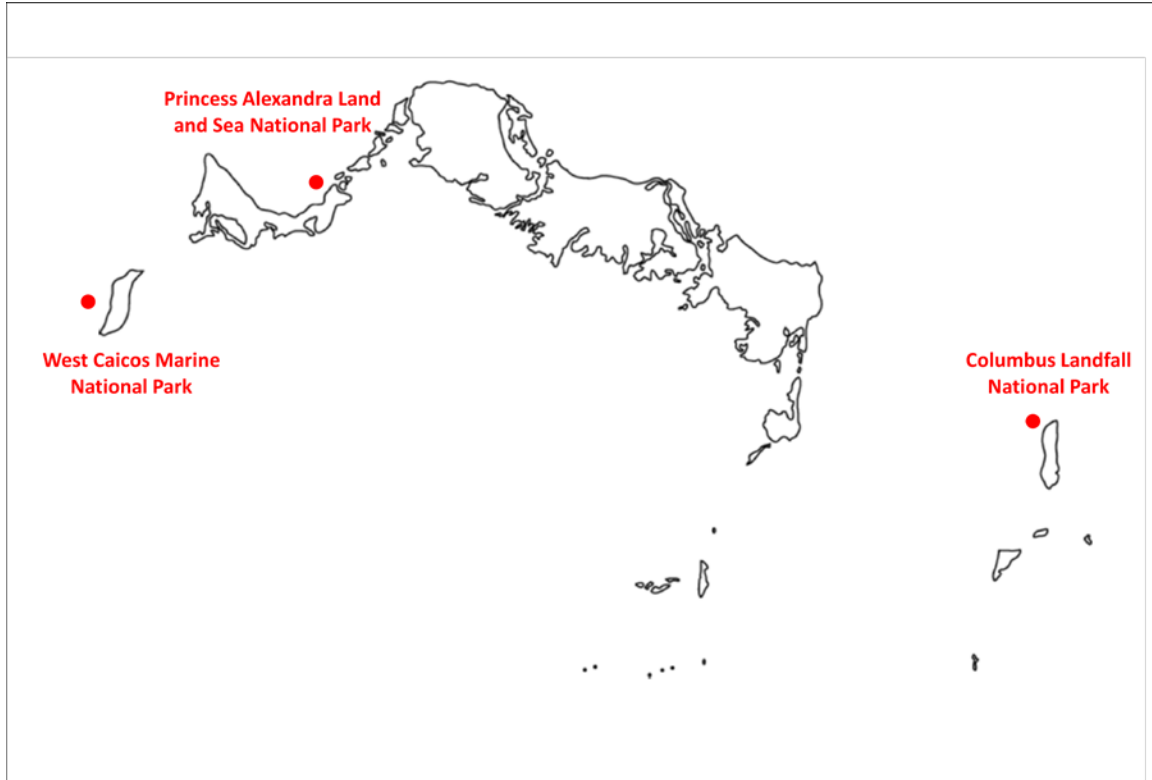 Princess Alexandra Land
and Sea National Park
West Caicos Marine
National Park
Columbus Landfall
National Park